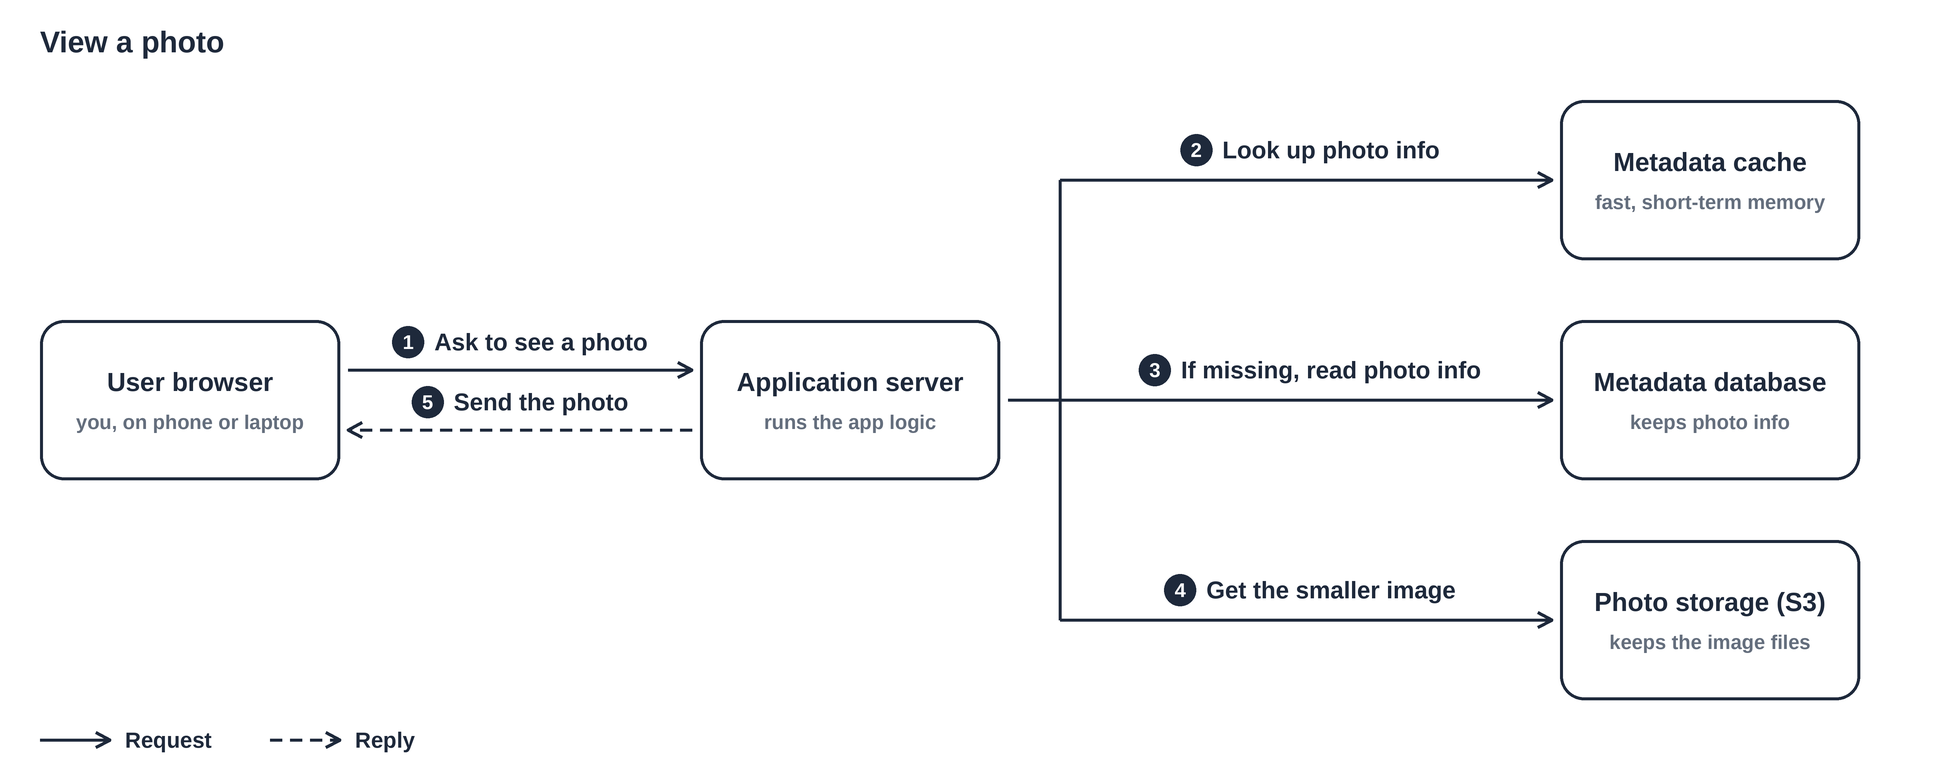 View a photo
2 Look up photo info
Metadata cache
fast, short-term memory
1 Ask to see a photo
5 Send the photo
User browser
you, on phone or laptop
Application server
runs the app logic
3 If missing, read photo info
Metadata database
keeps photo info
4 Get the smaller image
Photo storage (S3)
keeps the image files
Request
Reply